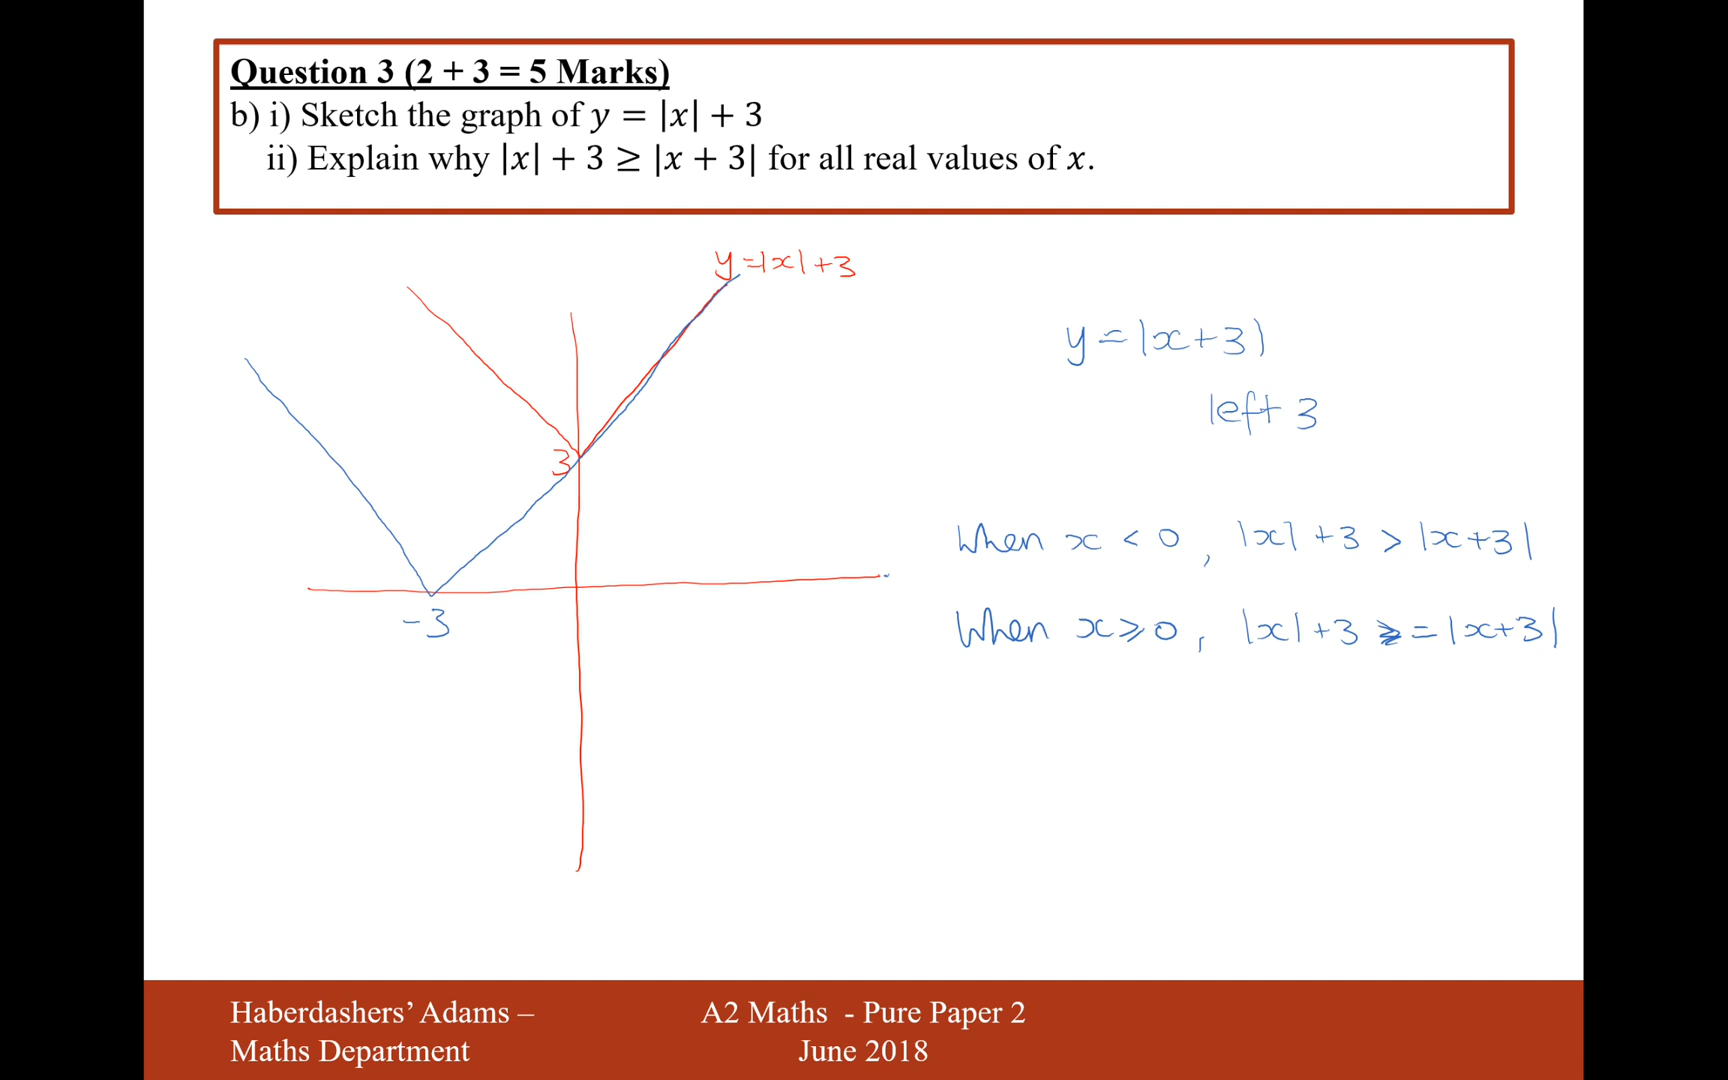 Question 3 (2 + 3 = 5 Marks)
b) i) Sketch the graph of y = |x| + 3
ii) Explain why |x| + 3 ≥ |x + 3| for all real values of x.
y=|x|+3
y=|x+3|
left 3
3
When x < 0, |x| +3 > |x+3|
-3
When x ≥ 0, |x| +3 = |x+3|
Haberdashers' Adams –
Maths Department
A2 Maths - Pure Paper 2
June 2018